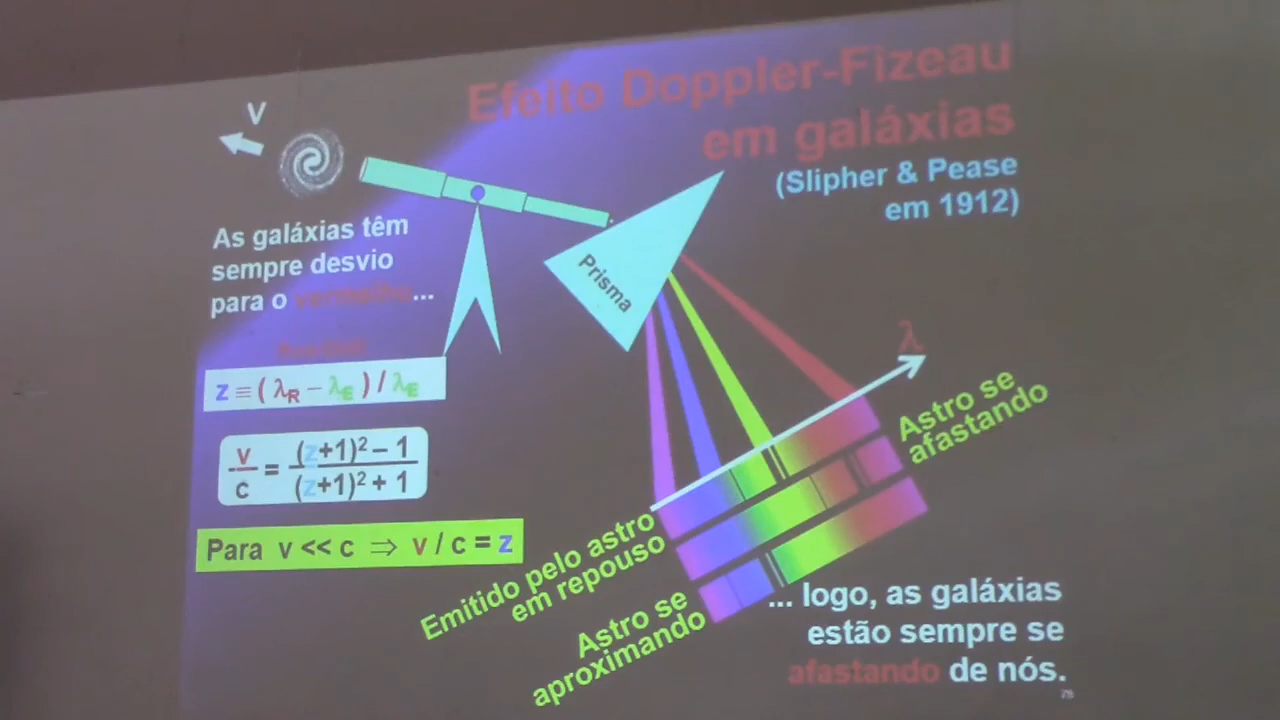 Efeito Doppler-Fizeau
em galáxias
(Slipher & Pease
em 1912)
V
As galáxias têm
sempre desvio
para o vermelho...
z ≡ ( λR − λE ) / λE
v/c = (z+1)² − 1 / (z+1)² + 1
Para v << c ⇒ v / c = z
Prisma
λ
Astro se
afastando
Emitido pelo astro
em repouso
Astro se
aproximando
... logo, as galáxias
estão sempre se
afastando de nós.